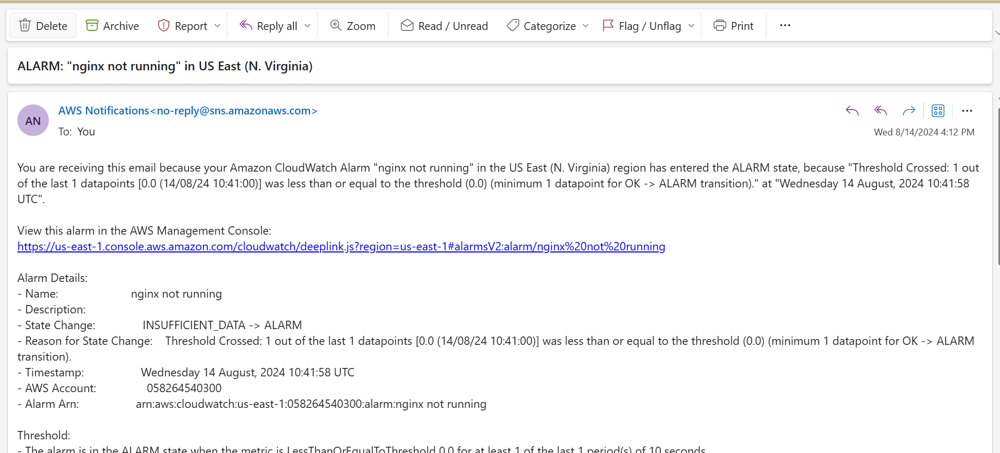 Delete Archive Report Reply all Zoom Read / Unread Categorize Flag / Unflag Print
ALARM: "nginx not running" in US East (N. Virginia)
AN
AWS Notifications<no-reply@sns.amazonaws.com>
To: You
Wed 8/14/2024 4:12 PM
You are receiving this email because your Amazon CloudWatch Alarm "nginx not running" in the US East (N. Virginia) region has entered the ALARM state, because "Threshold Crossed: 1 out
of the last 1 datapoints [0.0 (14/08/24 10:41:00)] was less than or equal to the threshold (0.0) (minimum 1 datapoint for OK -> ALARM transition)." at "Wednesday 14 August, 2024 10:41:58
UTC".
View this alarm in the AWS Management Console:
https://us-east-1.console.aws.amazon.com/cloudwatch/deeplink.js?region=us-east-1#alarmsV2:alarm/nginx%20not%20running
Alarm Details:
- Name: nginx not running
- Description:
- State Change: INSUFFICIENT_DATA -> ALARM
- Reason for State Change: Threshold Crossed: 1 out of the last 1 datapoints [0.0 (14/08/24 10:41:00)] was less than or equal to the threshold (0.0) (minimum 1 datapoint for OK -> ALARM
transition).
- Timestamp: Wednesday 14 August, 2024 10:41:58 UTC
- AWS Account: 058264540300
- Alarm Arn: arn:aws:cloudwatch:us-east-1:058264540300:alarm:nginx not running
Threshold:
- The alarm is in the ALARM state when the metric is LessThanOrEqualToThreshold 0.0 for at least 1 of the last 1 period(s) of 10 seconds.